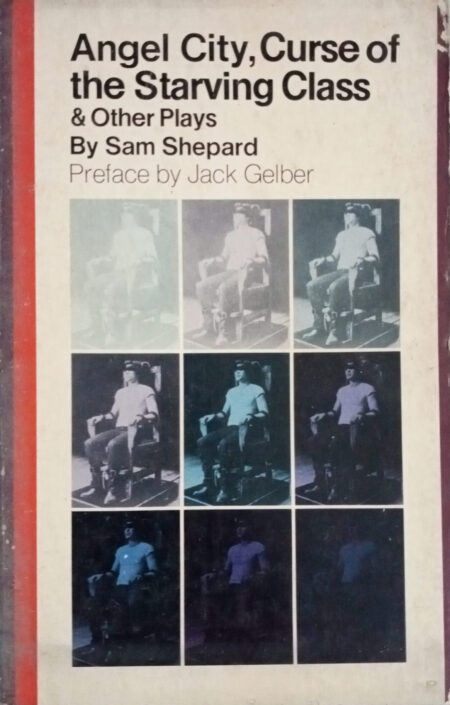 Angel City, Curse of
the Starving Class
& Other Plays
By Sam Shepard
Preface by Jack Gelber